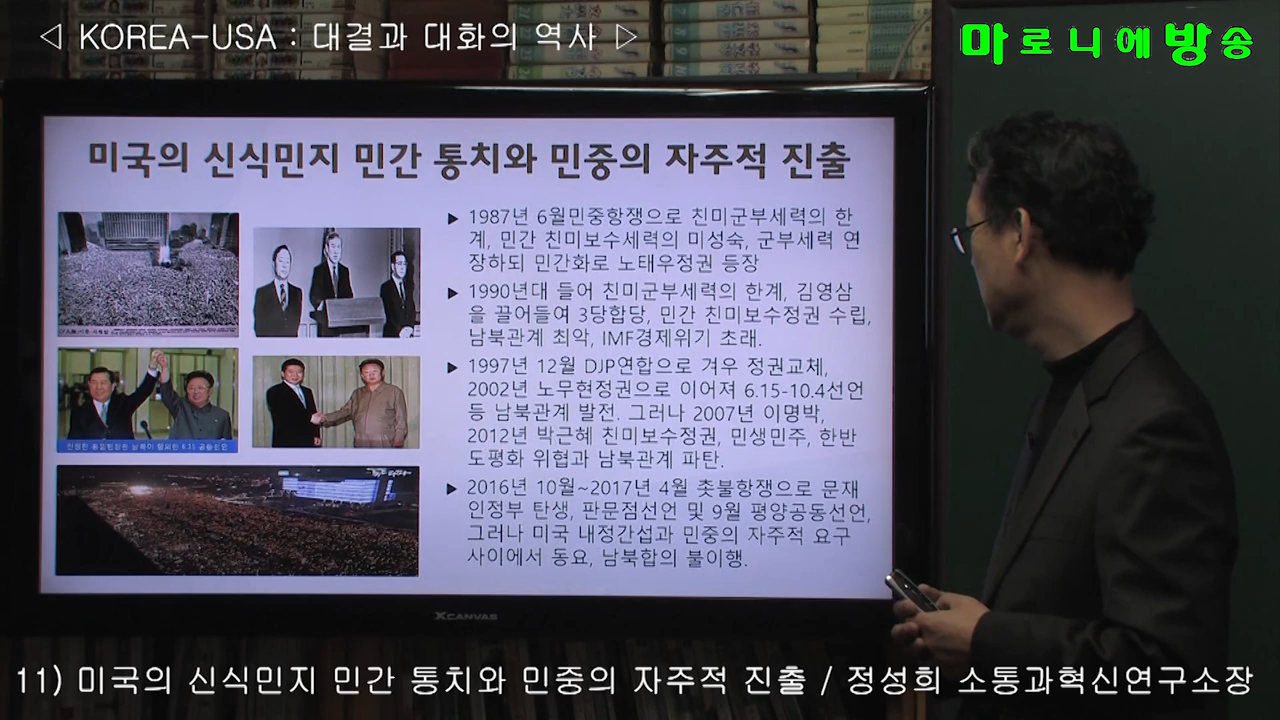 ◁ KOREA-USA : 대결과 대화의 역사 ▷
마로니에방송
미국의 신식민지 민간 통치와 민중의 자주적 진출
▶ 1987년 6월민중항쟁으로 친미군부세력의 한
계, 민간 친미보수세력의 미성숙, 군부세력 연
장하되 민간화로 노태우정권 등장
▶ 1990년대 들어 친미군부세력의 한계, 김영삼
을 끌어들여 3당합당, 민간 친미보수정권 수립,
남북관계 최악, IMF경제위기 초래.
▶ 1997년 12월 DJP연합으로 겨우 정권교체,
2002년 노무현정권으로 이어져 6.15-10.4선언
등 남북관계 발전. 그러나 2007년 이명박,
2012년 박근혜 친미보수정권, 민생민주, 한반
도평화 위협과 남북관계 파탄.
▶ 2016년 10월~2017년 4월 촛불항쟁으로 문재
인정부 탄생, 판문점선언 및 9월 평양공동선언,
그러나 미국 내정간섭과 민중의 자주적 요구
사이에서 동요, 남북합의 불이행.
XCANVAS
11) 미국의 신식민지 민간 통치와 민중의 자주적 진출 / 정성희 소통과혁신연구소장